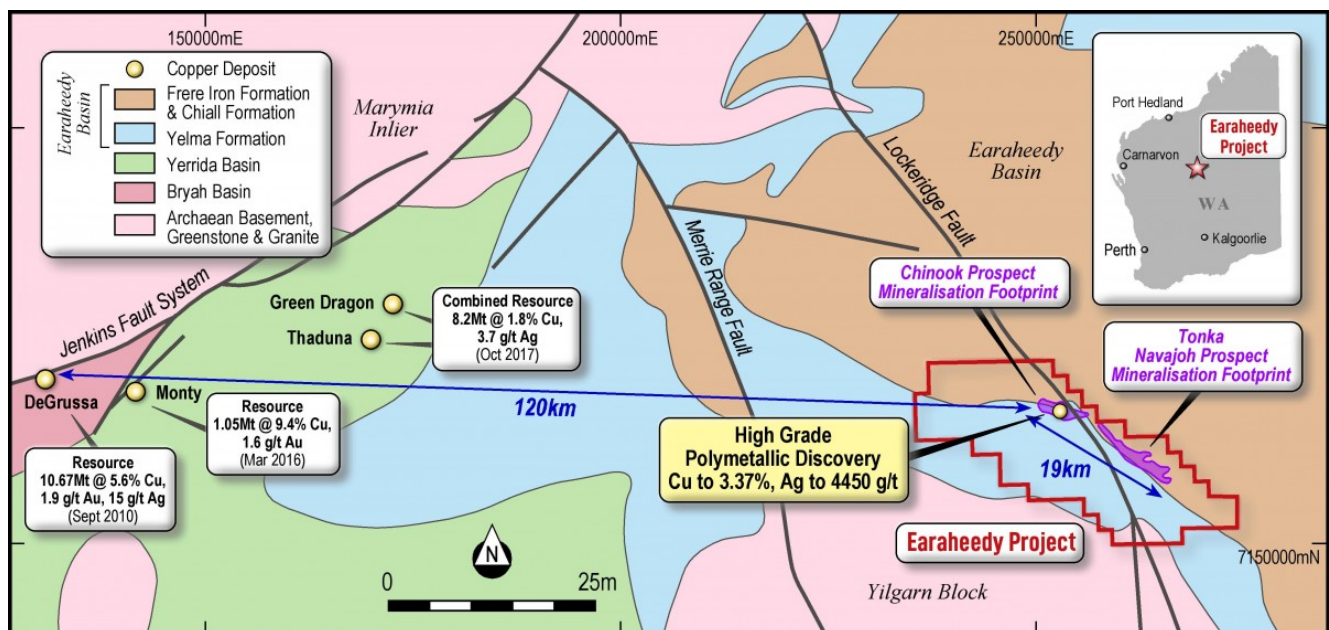 150000mE
200000mE
250000mE
Copper Deposit
Earaheedy
Basin
Frere Iron Formation
& Chiall Formation
Yelma Formation
Yerrida Basin
Bryah Basin
Archaean Basement,
Greenstone & Granite
Marymia
Inlier
Lockeridge Fault
Earaheedy
Basin
Port Hedland
Earaheedy
Project
Carnarvon
WA
Perth
Kalgoorlie
Merrie Range Fault
Jenkins Fault System
Green Dragon
Thaduna
Combined Resource
8.2Mt @ 1.8% Cu,
3.7 g/t Ag
(Oct 2017)
Chinook Prospect
Mineralisation Footprint
Tonka
Navajoh Prospect
Mineralisation Footprint
DeGrussa
Monty
120km
Resource
1.05Mt @ 9.4% Cu,
1.6 g/t Au
(Mar 2016)
Resource
10.67Mt @ 5.6% Cu,
1.9 g/t Au, 15 g/t Ag
(Sept 2010)
High Grade
Polymetallic Discovery
Cu to 3.37%, Ag to 4450 g/t
19km
Earaheedy Project
7150000mN
N
0
25m
Yilgarn Block